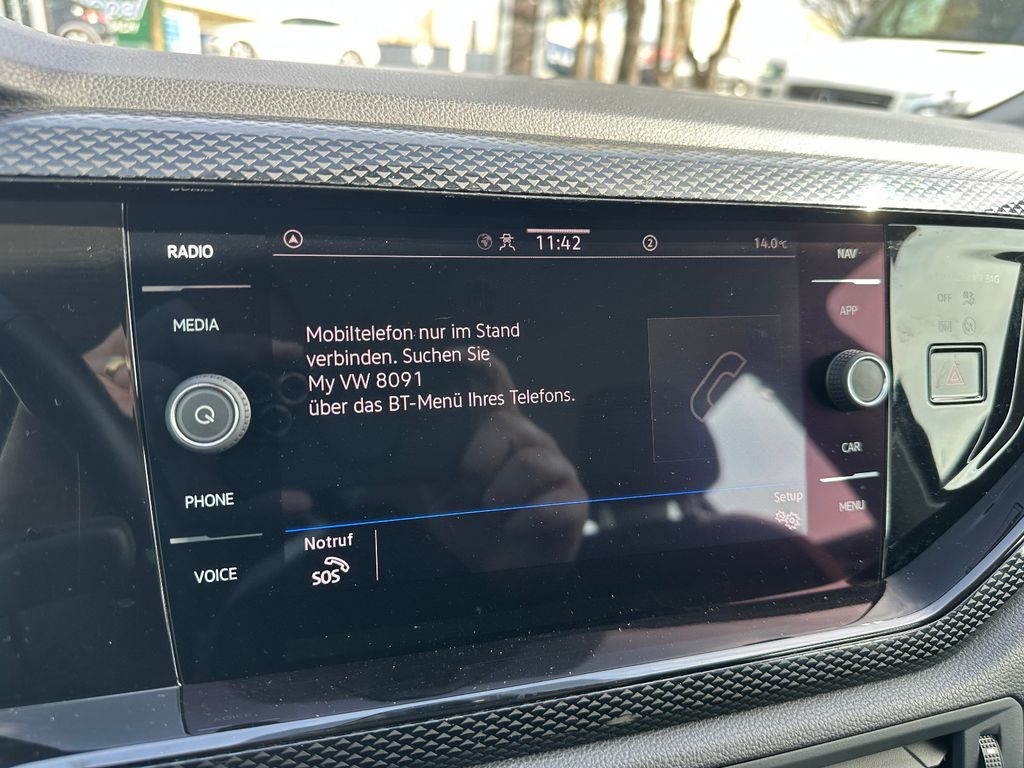 RADIO
MEDIA
PHONE
VOICE
11:42
2
14.0°C
Mobiltelefon nur im Stand
verbinden. Suchen Sie
My VW 8091
über das BT-Menü Ihres Telefons.
Setup
Notruf
SOS
NAV
APP
CAR
MENU
OFF